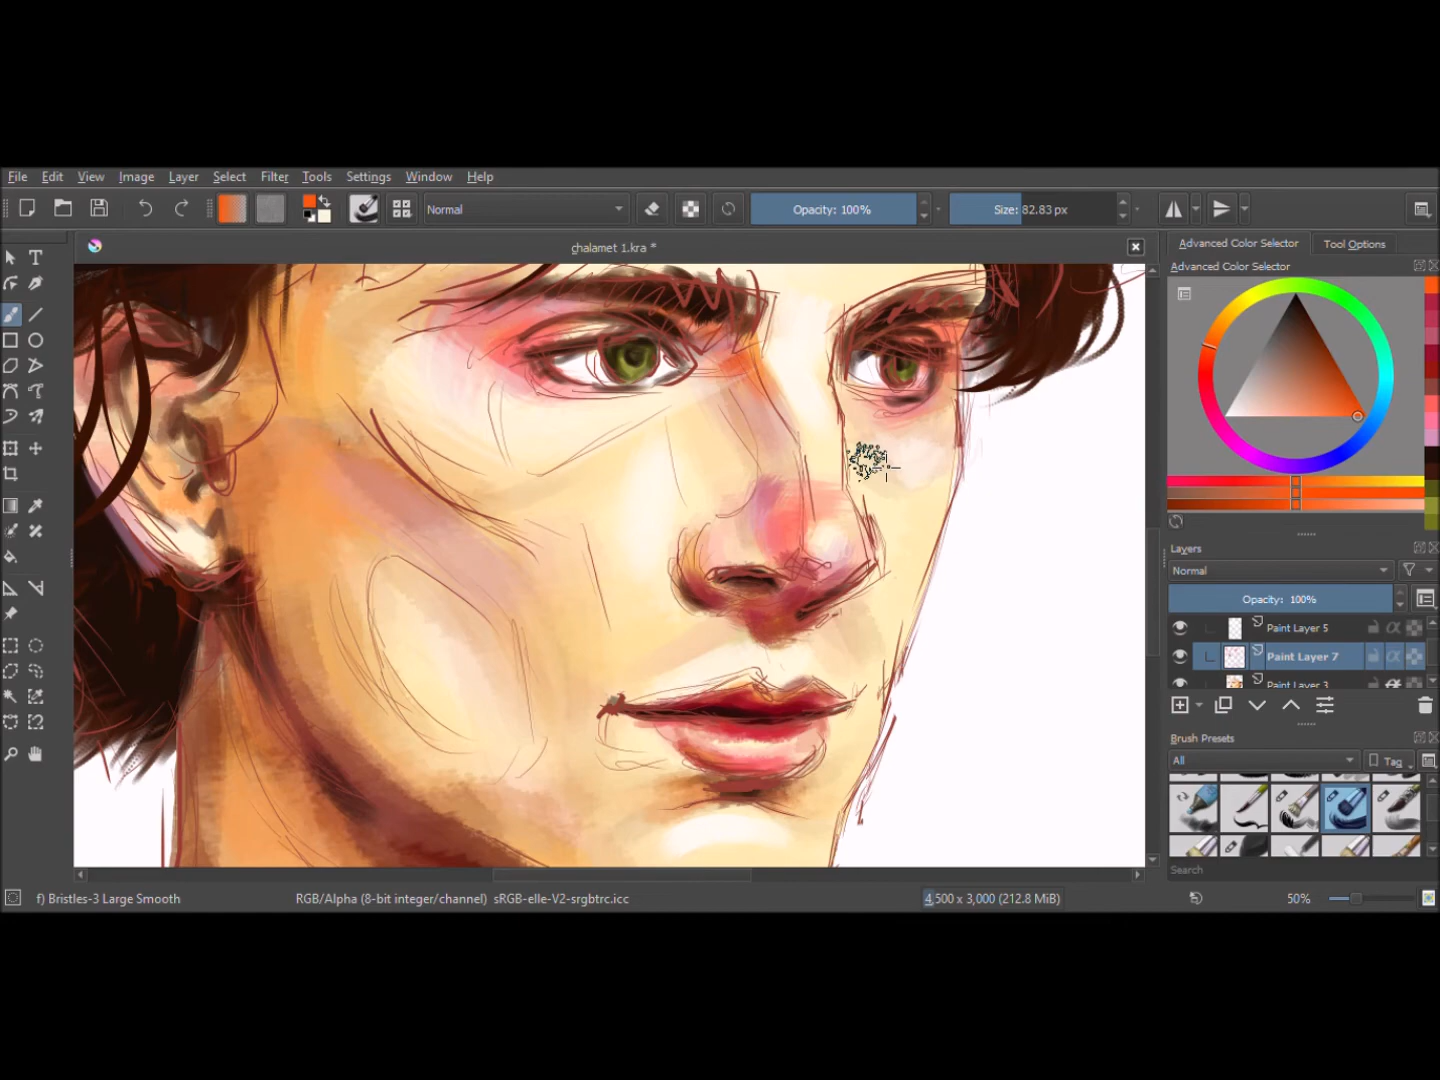 File Edit View Image Layer Select Filter Tools Settings Window Help
Normal Opacity: 100% Size: 82.83 px
chalamet 1.kra *
Advanced Color Selector Tool Options
Advanced Color Selector
Layers
Normal
Opacity: 100%
Paint Layer 5
Paint Layer 7
Paint Layer 3
Brush Presets
All Tag
Search
f) Bristles-3 Large Smooth RGB/Alpha (8-bit integer/channel) sRGB-elle-V2-srgbtrc.icc 4,500 x 3,000 (212.8 MiB) 50%